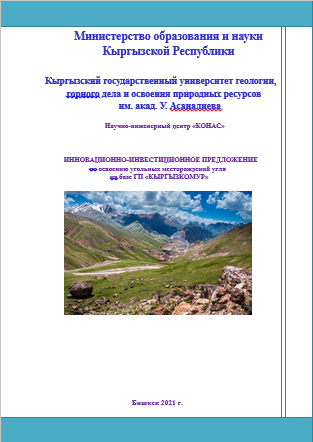 Министерство образования и науки
Кыргызской Республики
Кыргызский государственный университет геологии,
горного дела и освоения природных ресурсов
им. акад. У. Асаналиева
Научно-инженерный центр «КОНАС»
ИННОВАЦИОННО-ИНВЕСТИЦИОННОЕ ПРЕДЛОЖЕНИЕ
по освоению угольных месторождений угля
на базе ГП «КЫРГЫЗКОМУР»
Бишкек 2021 г.